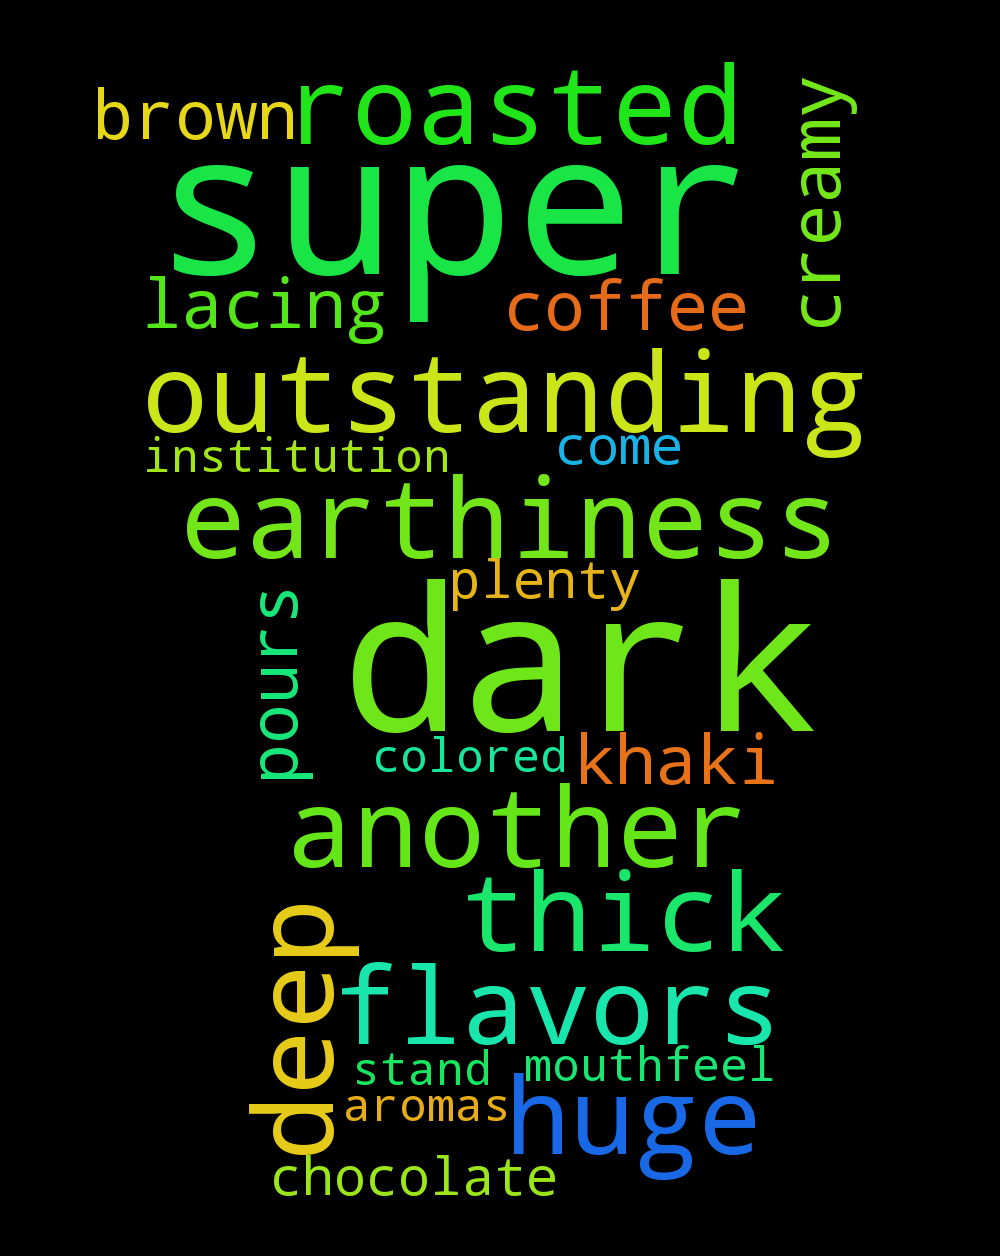 roasted
brown
creamy
super
lacing
coffee
outstanding
come
institution
earthiness
plenty
pours
dark
colored
khaki
another
thick
deep
flavors
mouthfeel
stand
huge
aromas
chocolate